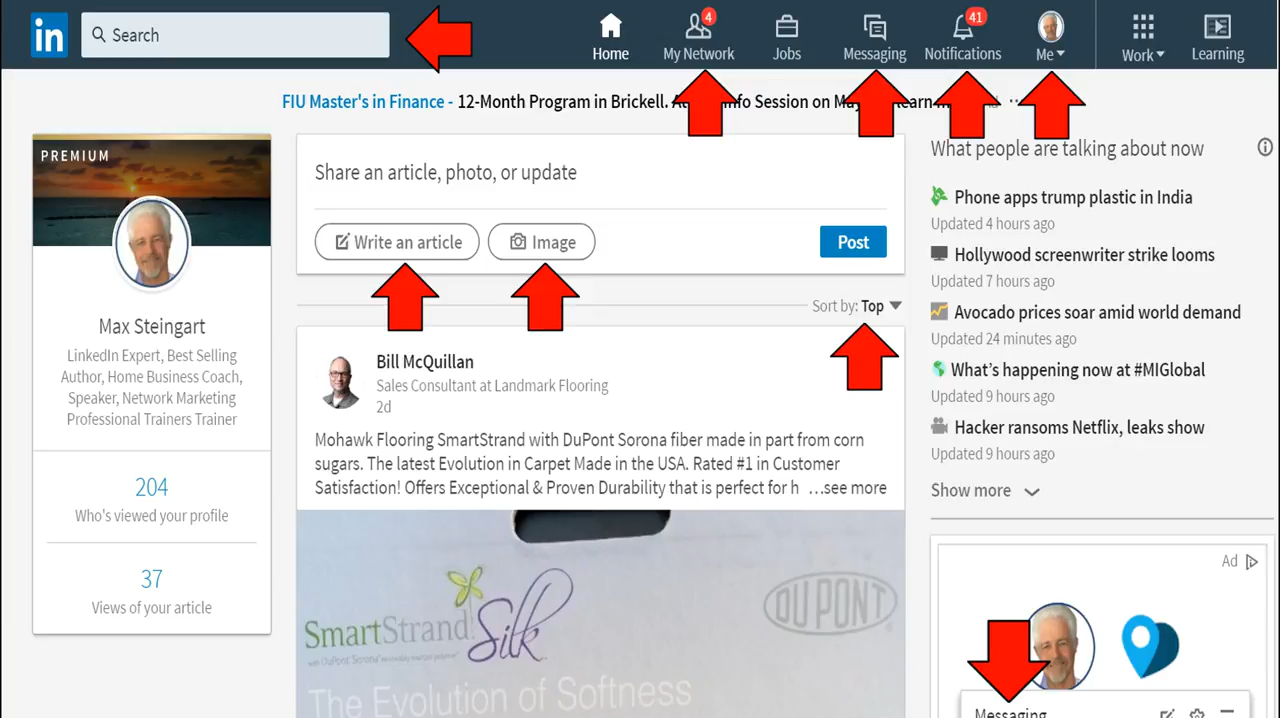 in
Search
Home
4
My Network
Jobs
Messaging
41
Notifications
Me
Work
Learning
FIU Master's in Finance - 12-Month Program in Brickell. Info Session on
PREMIUM
Max Steingart
LinkedIn Expert, Best Selling
Author, Home Business Coach,
Speaker, Network Marketing
Professional Trainers Trainer
204
Who's viewed your profile
37
Views of your article
Share an article, photo, or update
Write an article
Image
Post
Sort by: Top
Bill McQuillan
Sales Consultant at Landmark Flooring
2d
Mohawk Flooring SmartStrand with DuPont Sorona fiber made in part from corn
sugars. The latest Evolution in Carpet Made in the USA. Rated #1 in Customer
Satisfaction! Offers Exceptional & Proven Durability that is perfect for h …see more
SmartStrand Silk
with DuPont Sorona renewably sourced polymer
DUPONT
The Evolution of Softness
What people are talking about now
Phone apps trump plastic in India
Updated 4 hours ago
Hollywood screenwriter strike looms
Updated 7 hours ago
Avocado prices soar amid world demand
Updated 24 minutes ago
What's happening now at #MIGlobal
Updated 9 hours ago
Hacker ransoms Netflix, leaks show
Updated 9 hours ago
Show more
Ad
Messaging